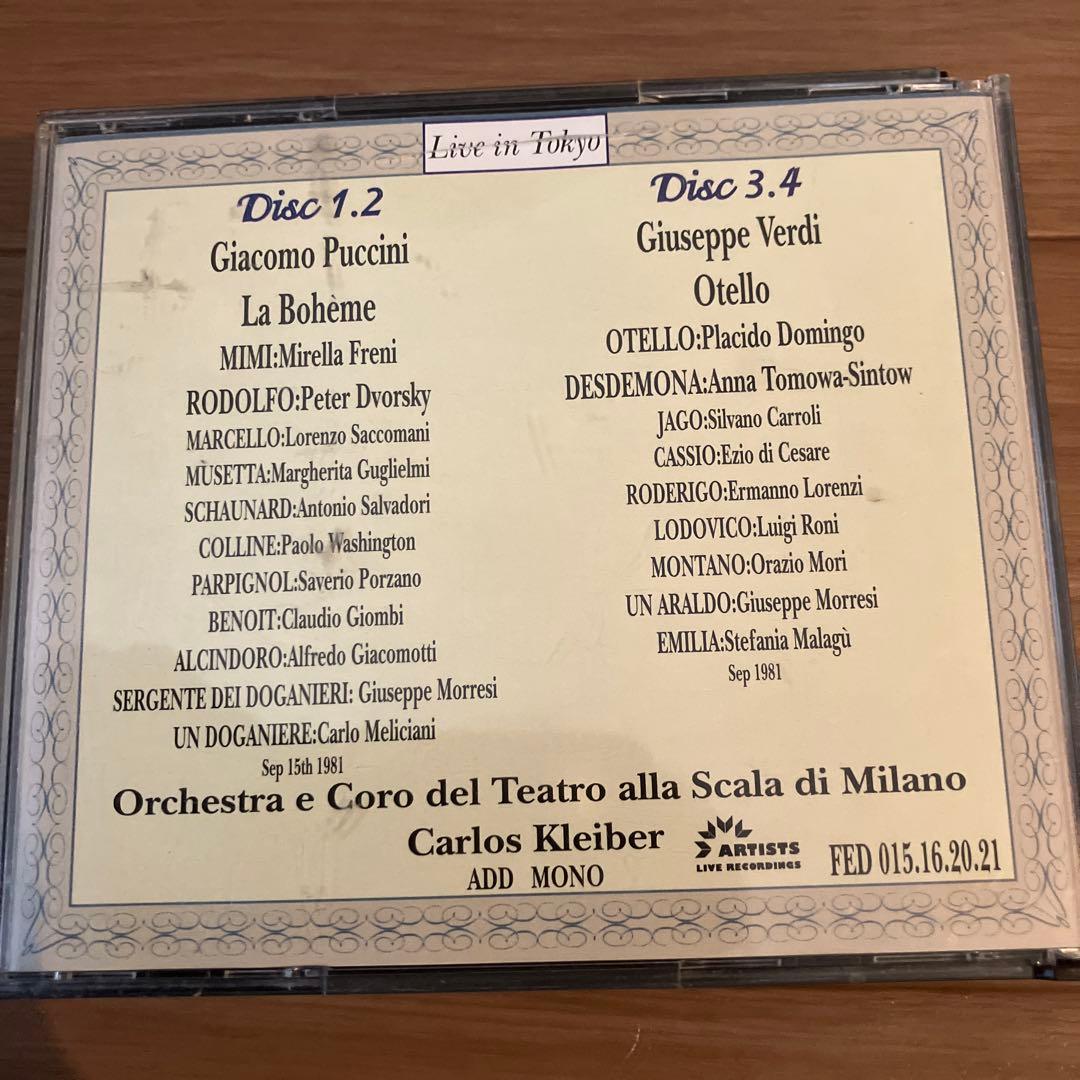 Live in Tokyo
Disc 1.2
Giacomo Puccini
La Bohème
MIMI:Mirella Freni
RODOLFO:Peter Dvorsky
MARCELLO:Lorenzo Saccomani
MUSETTA:Margherita Guglielmi
SCHAUNARD:Antonio Salvadori
COLLINE:Paolo Washington
PARPIGNOL:Saverio Porzano
BENOIT:Claudio Giombi
ALCINDORO:Alfredo Giacomotti
SERGENTE DEI DOGANIERI: Giuseppe Morresi
UN DOGANIERE:Carlo Meliciani
Sep 15th 1981
Disc 3.4
Giuseppe Verdi
Otello
OTELLO:Placido Domingo
DESDEMONA:Anna Tomowa-Sintow
JAGO:Silvano Carroli
CASSIO:Ezio di Cesare
RODERIGO:Ermanno Lorenzi
LODOVICO:Luigi Roni
MONTANO:Orazio Mori
UN ARALDO:Giuseppe Morresi
EMILIA:Stefania Malagù
Sep 1981
Orchestra e Coro del Teatro alla Scala di Milano
Carlos Kleiber
ADD MONO
ARTISTS
LIVE RECORDINGS
FED 015.16.20.21